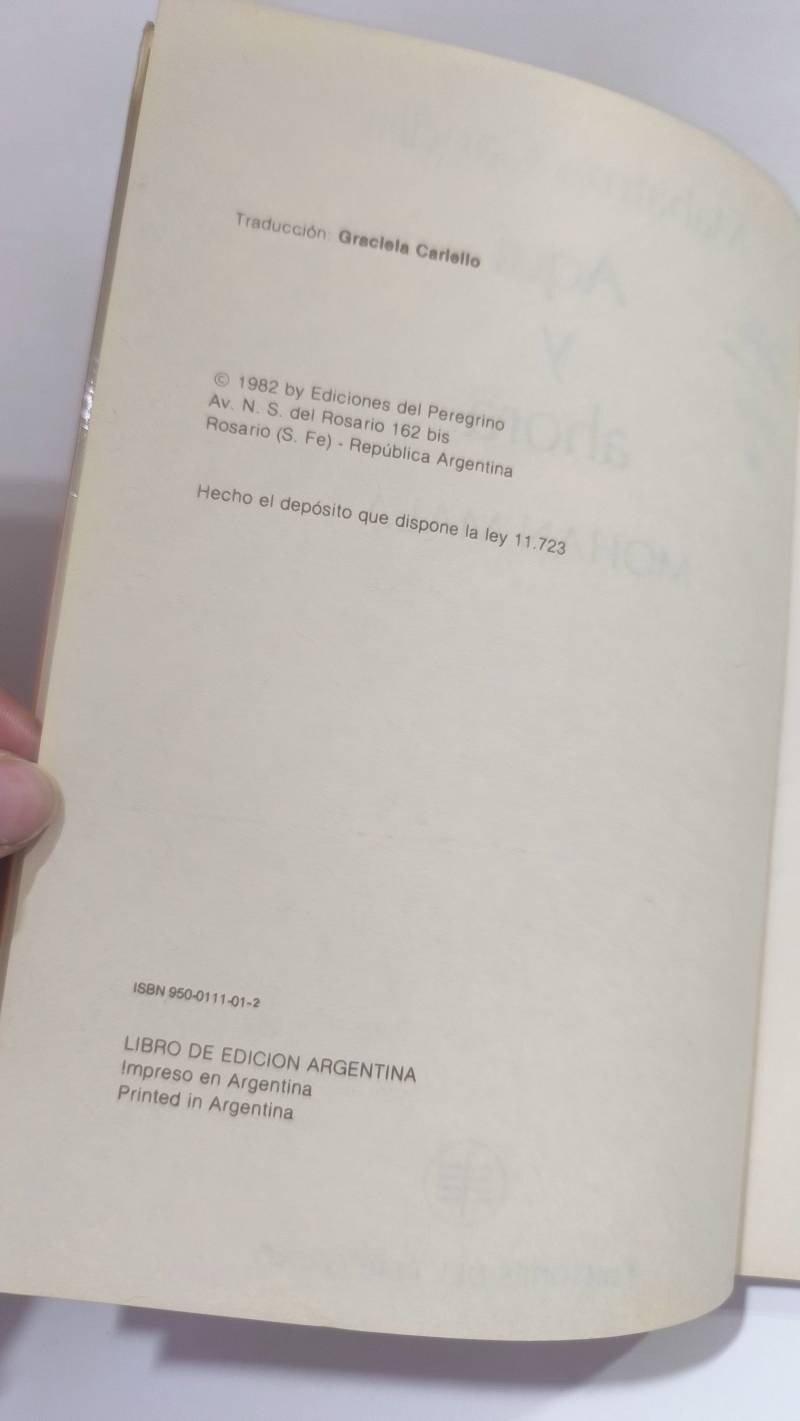 Traducción: Graciela Carlello
© 1982 by Ediciones del Peregrino
Av. N. S. del Rosario 162 bis
Rosario (S. Fe) - República Argentina
Hecho el depósito que dispone la ley 11.723
ISBN 950-0111-01-2
LIBRO DE EDICION ARGENTINA
Impreso en Argentina
Printed in Argentina